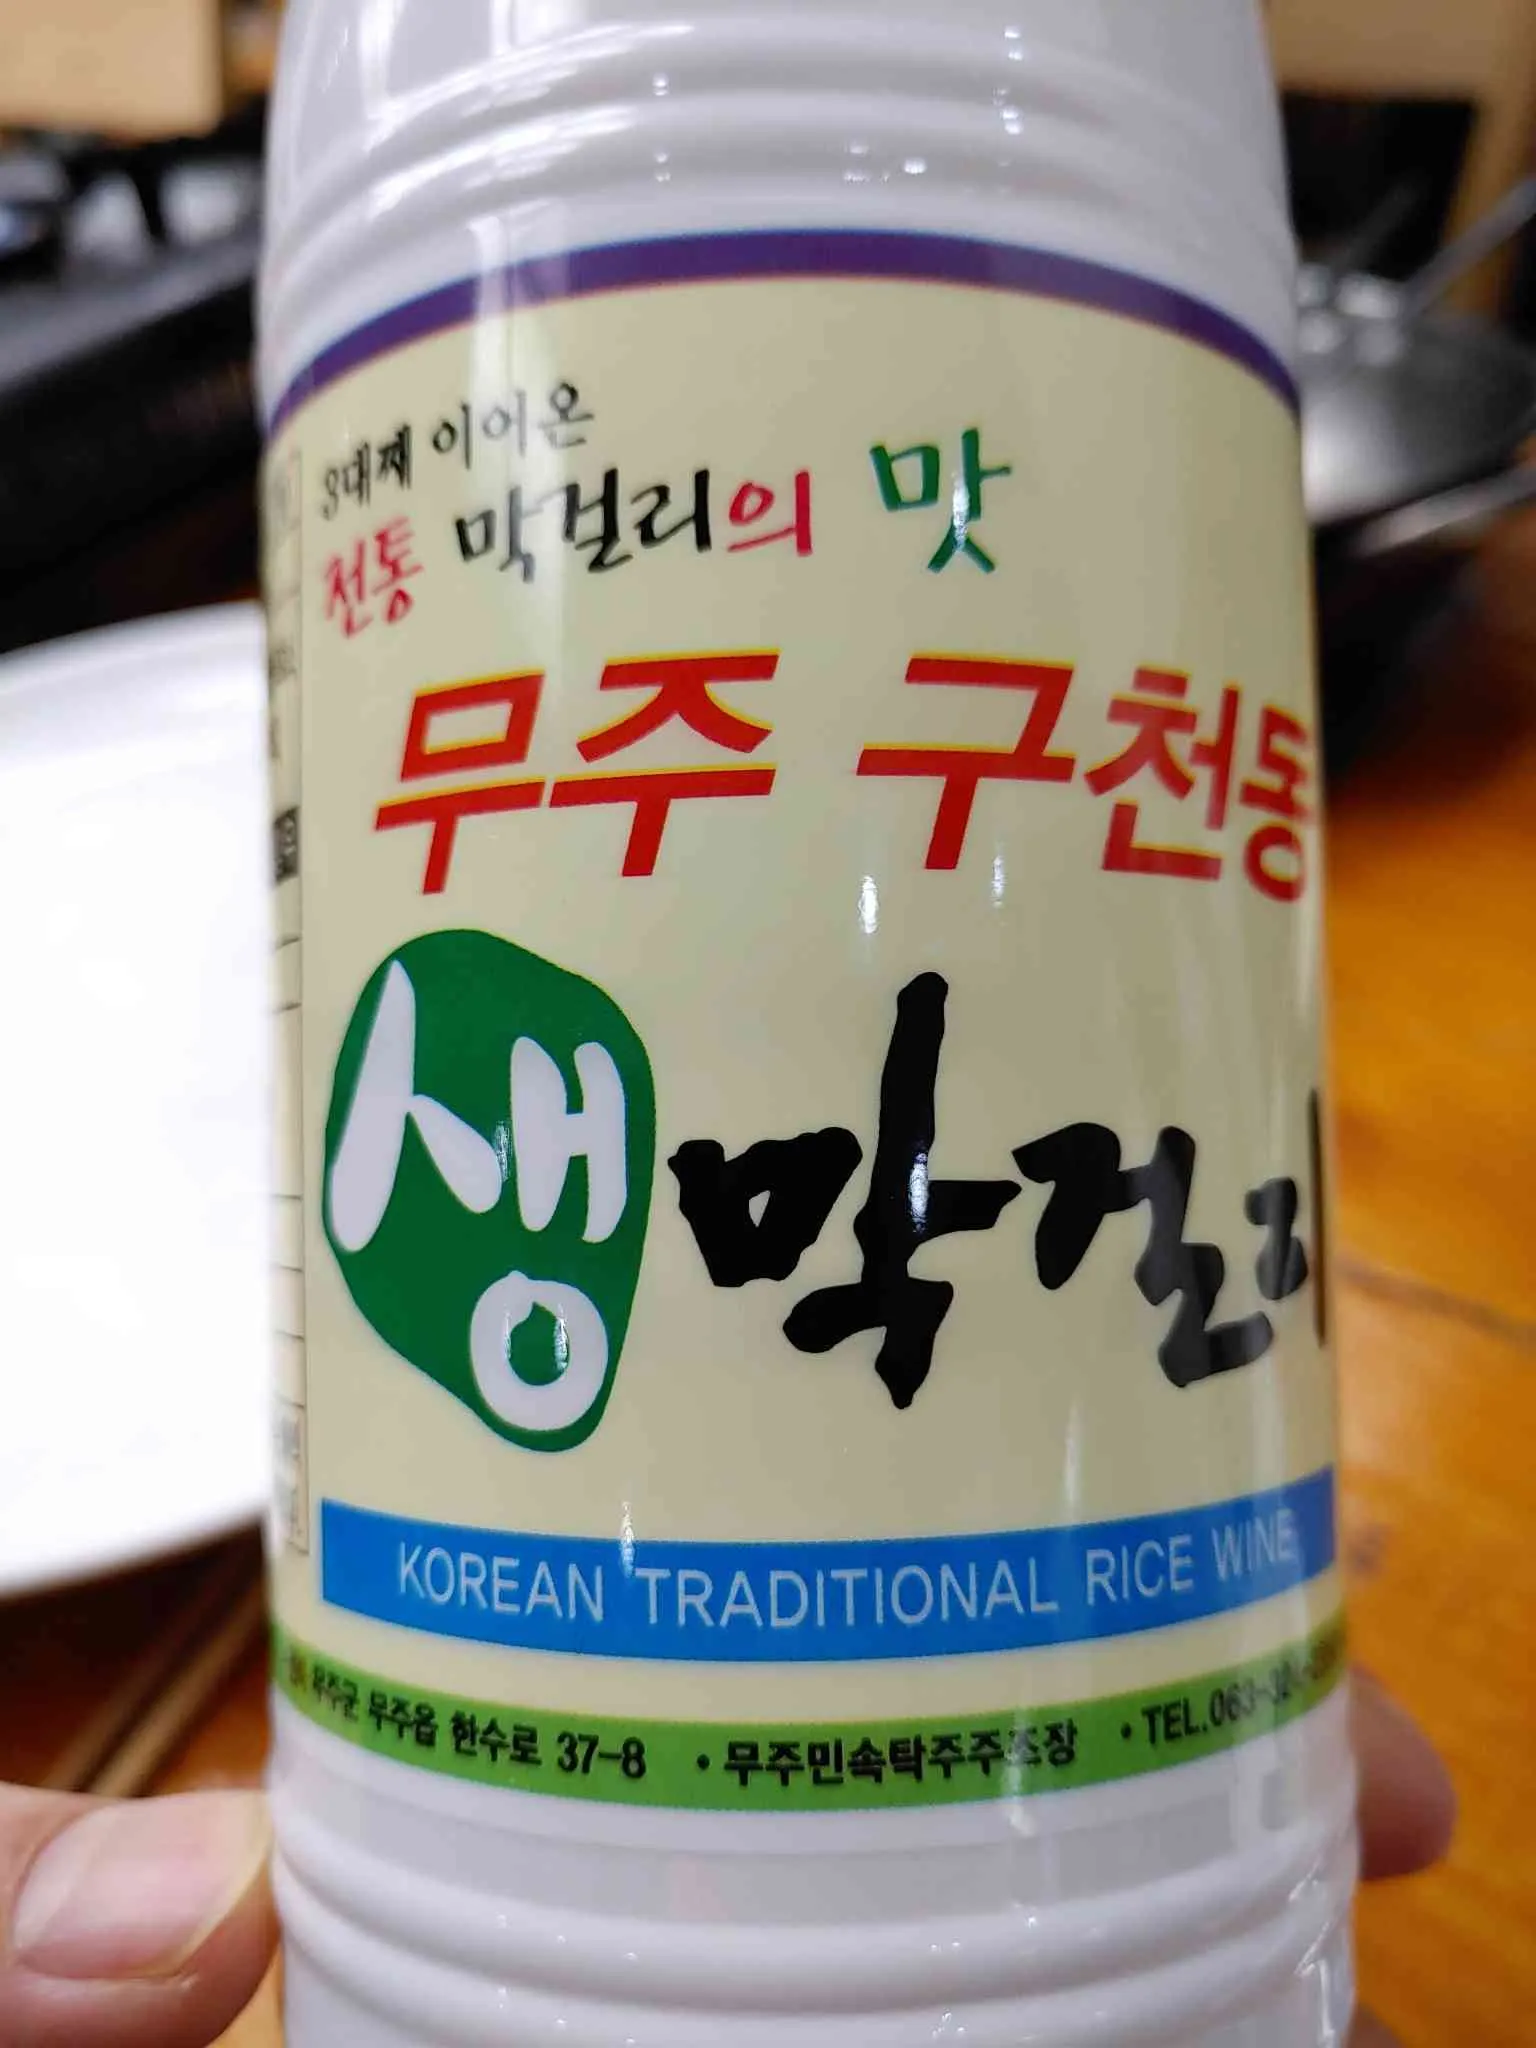 3대째 이어온
전통 막걸리의 맛
무주 구천동
생 막걸리
KOREAN TRADITIONAL RICE WINE
무주군 무주읍 한수로 37-8 • 무주민속탁주주조장 • TEL.063-